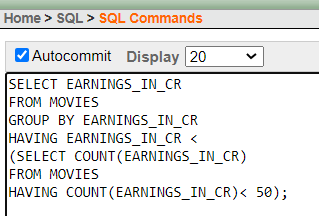 Home > SQL > SQL Commands
Autocommit Display 20
SELECT EARNINGS_IN_CR
FROM MOVIES
GROUP BY EARNINGS_IN_CR
HAVING EARNINGS_IN_CR <
(SELECT COUNT(EARNINGS_IN_CR)
FROM MOVIES
HAVING COUNT(EARNINGS_IN_CR)< 50);